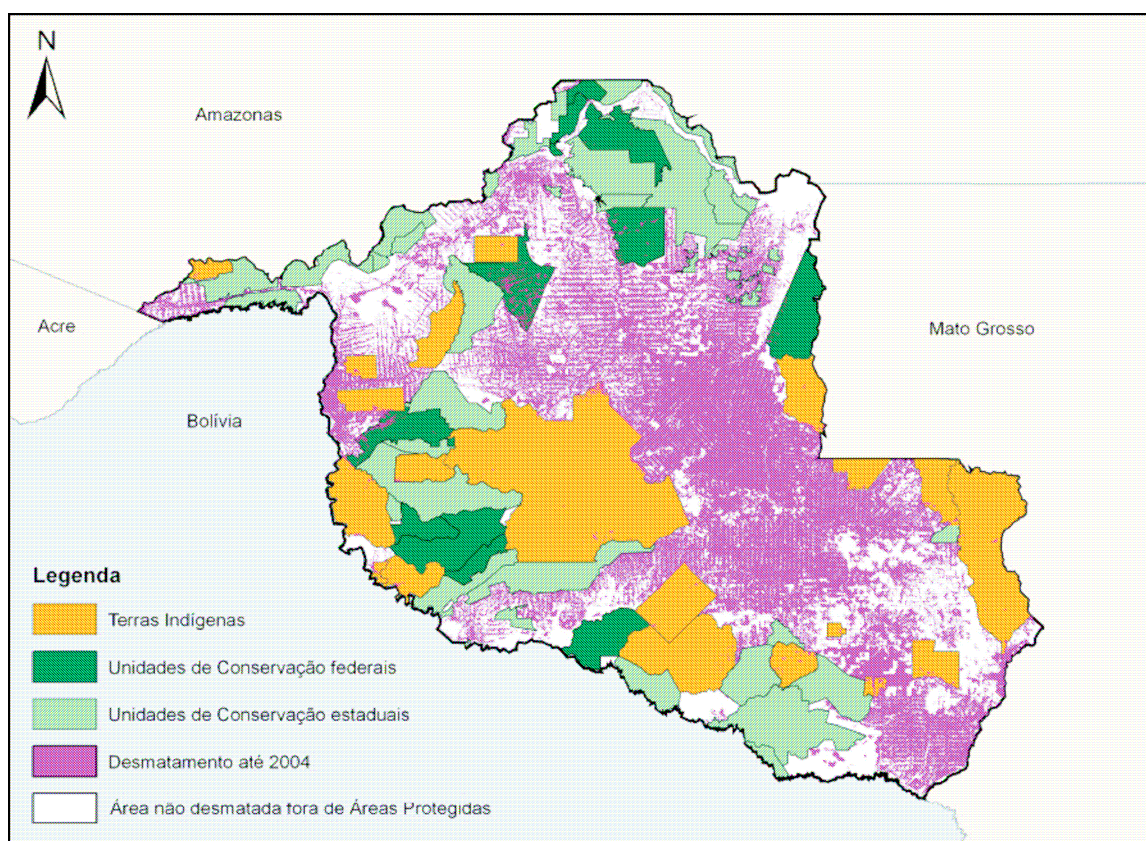 N
Amazonas
Acre
Mato Grosso
Bolívia
Legenda
Terras Indígenas
Unidades de Conservação federais
Unidades de Conservação estaduais
Desmatamento até 2004
Área não desmatada fora de Áreas Protegidas